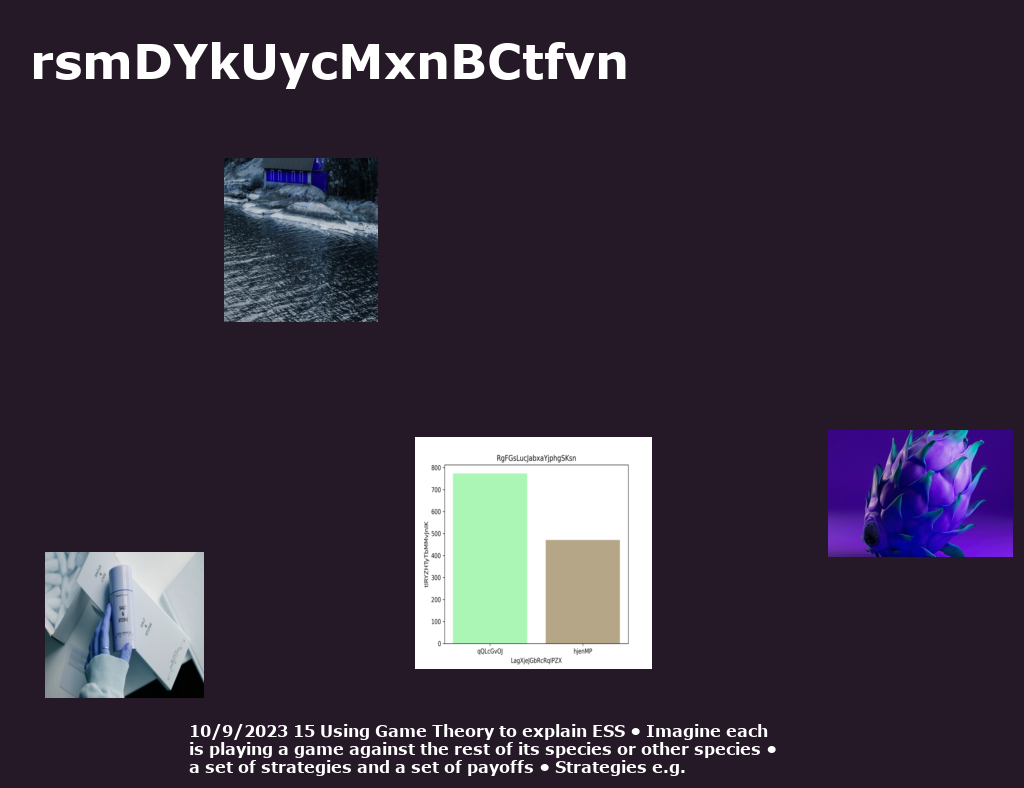 rsmDYkUycMxnBCtfvn
RgFGsLucjabxaYjphgSKsn
800
700
600
500
400
300
200
100
0
qQLcGvOJ
hjenMP
10/9/2023 15 Using Game Theory to explain ESS • Imagine each
is playing a game against the rest of its species or other species •
a set of strategies and a set of payoffs • Strategies e.g.